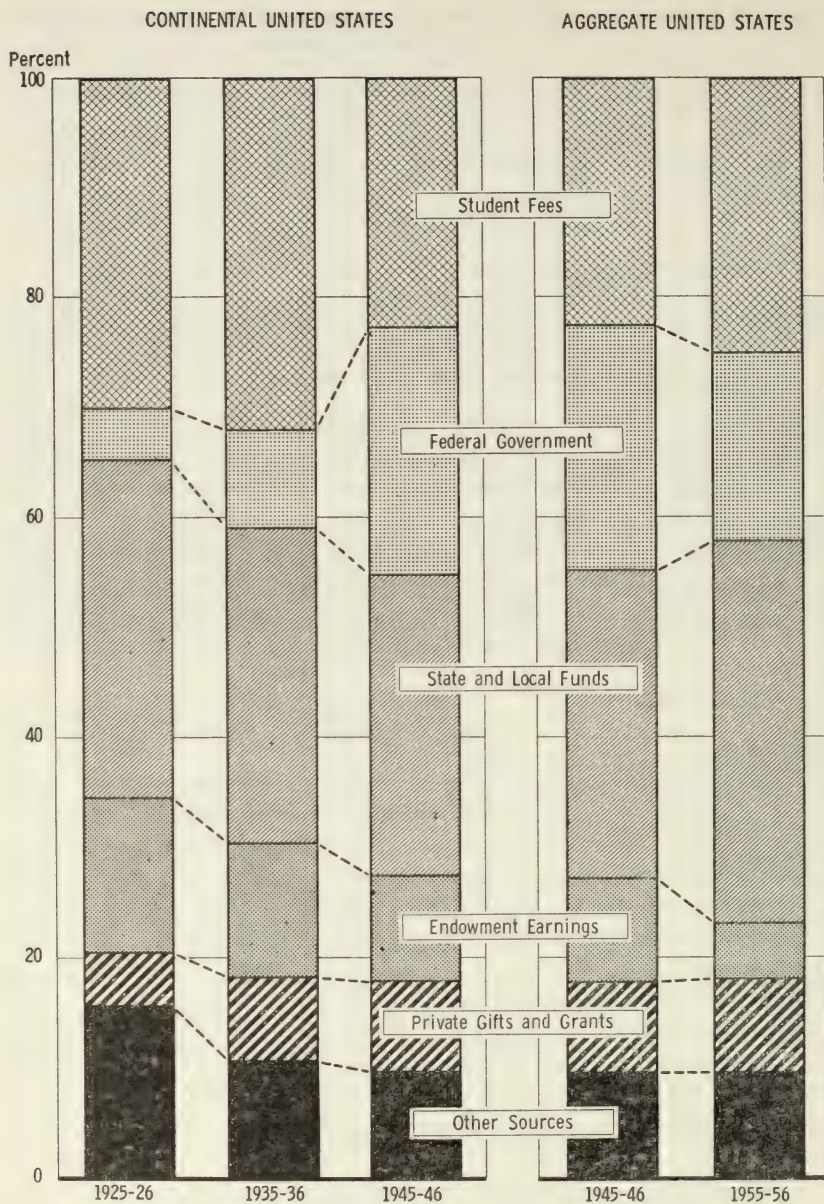 CONTINENTAL UNITED STATES
AGGREGATE UNITED STATES
Percent
100
Student Fees
80
Federal Government
60
State and Local Funds
40
Endowment Earnings
20
Private Gifts and Grants
Other Sources
0
1925-26
1935-36
1945-46
1945-46
1955-56